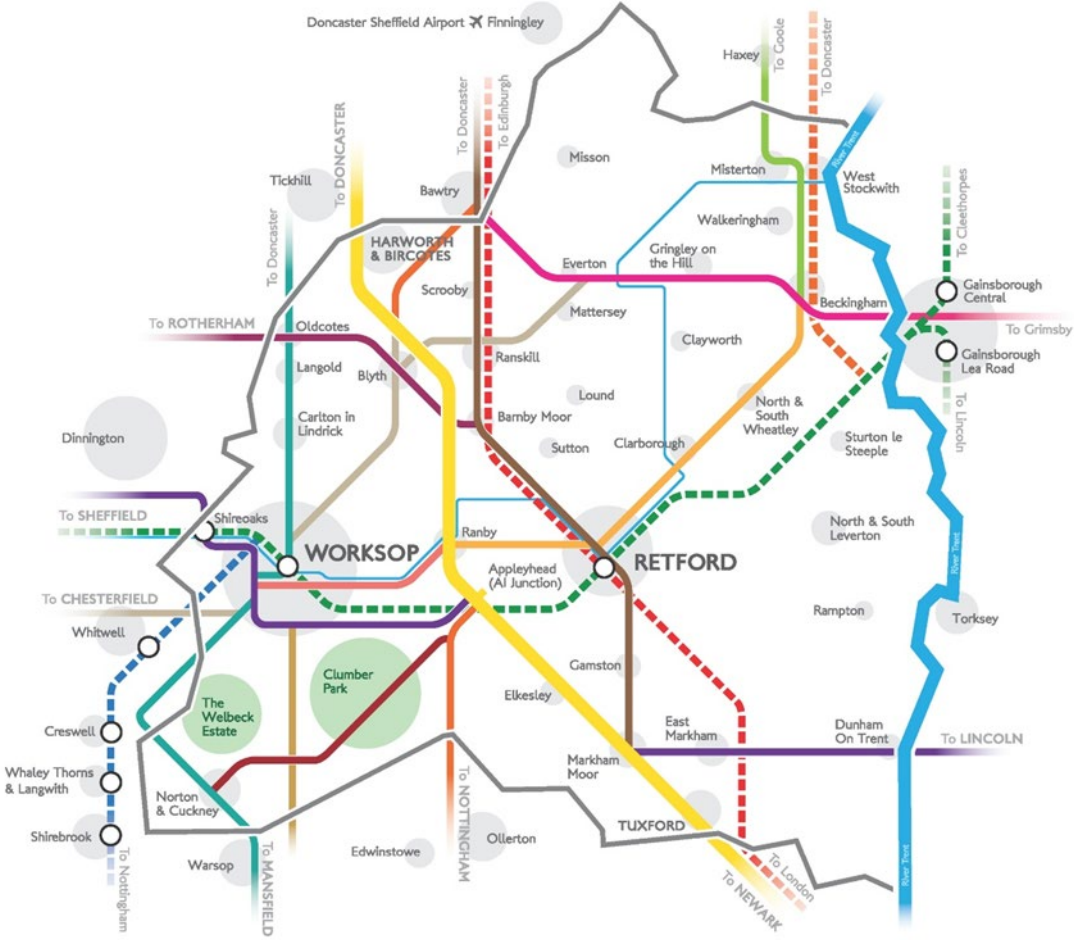 Doncaster Sheffield Airport Finningley
Haxey
To Goole
To Doncaster
To DONCASTER
To Doncaster
To Edinburgh
River Trent
Misson
Misterton
West
Stockwith
Tickhill
Bawtry
To Cleethorpes
To Doncaster
Walkeringham
HARWORTH
& BIRCOTES
Gringley on
the Hill
Everton
Scrooby
Gainsborough
Central
Beckingham
Mattersey
To ROTHERHAM
Oldcotes
To Grimsby
Clayworth
Ranskill
Gainsborough
Lea Road
Langold
Blyth
Lound
North &
South
Wheatley
To Lincoln
Carlton in
Lindrick
Barnby Moor
Dinnington
Sutton
Clarborough
Sturton le
Steeple
To SHEFFIELD
Shireoaks
Ranby
North & South
Leverton
WORKSOP
RETFORD
River Trent
Appleyhead
(A1 Junction)
To CHESTERFIELD
Whitwell
Rampton
Torksey
Gamston
Clumber
Park
Elkesley
The
Welbeck
Estate
Creswell
East
Markham
Dunham
On Trent
To LINCOLN
Markham
Moor
Whaley Thorns
& Langwith
Norton
& Cuckney
To NOTTINGHAM
Shirebrook
TUXFORD
Ollerton
Edwinstowe
Warsop
To Nottingham
To MANSFIELD
To NEWARK
To London
River Trent